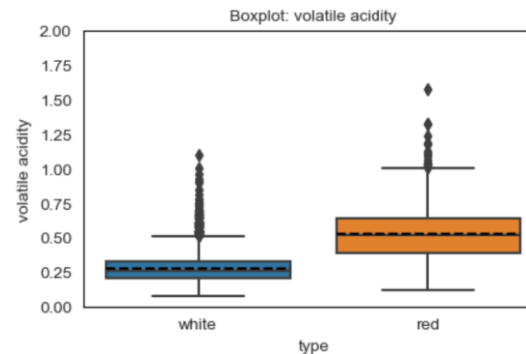 Boxplot: volatile acidity
2.00
1.75
1.50
1.25
1.00
0.75
0.50
0.25
0.00
volatile acidity
white
red
type